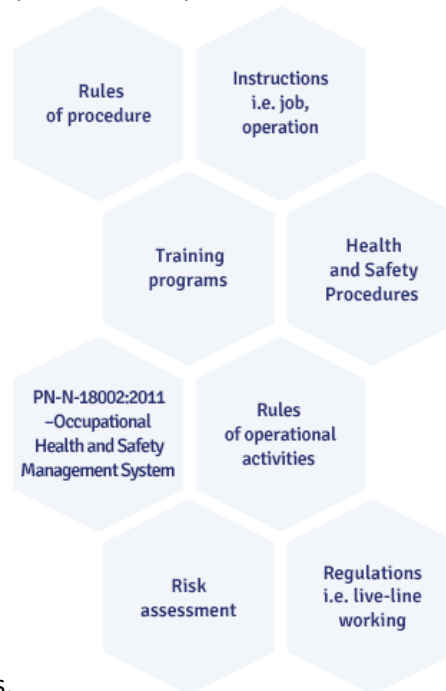 Rules
of procedure
Instructions
i.e. job,
operation
Training
programs
Health
and Safety
Procedures
PN-N-18002:2011
–Occupational
Health and Safety
Management System
Rules
of operational
activities
Risk
assessment
Regulations
i.e. live-line
working
s.